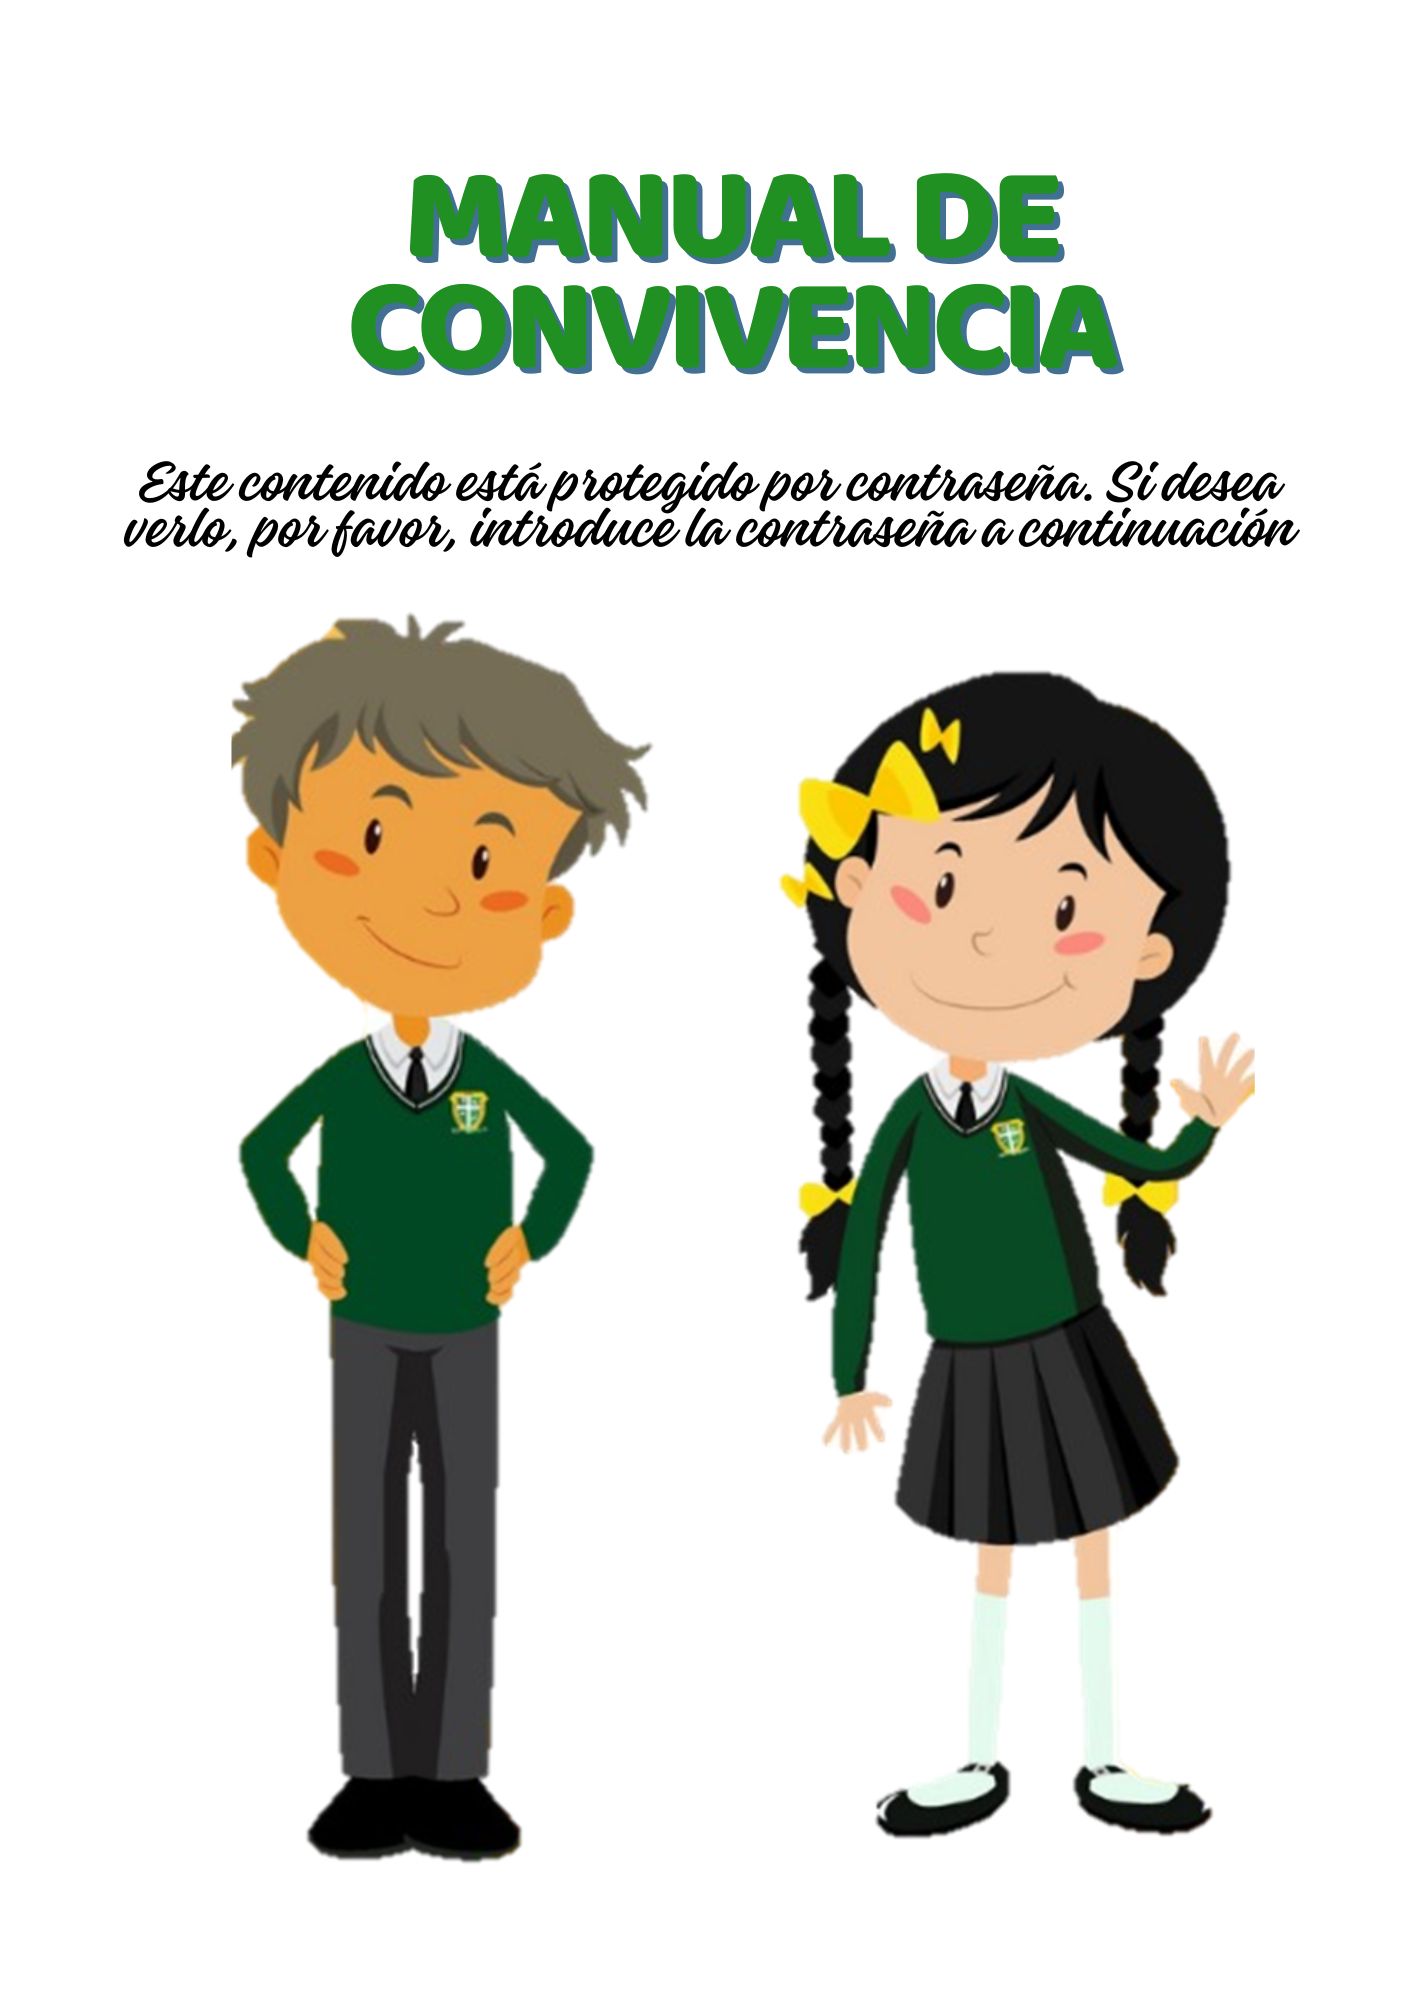 MANUAL DE
CONVIVENCIA
Este contenido está protegido por contraseña. Si desea
verlo, por favor, introduce la contraseña a continuación